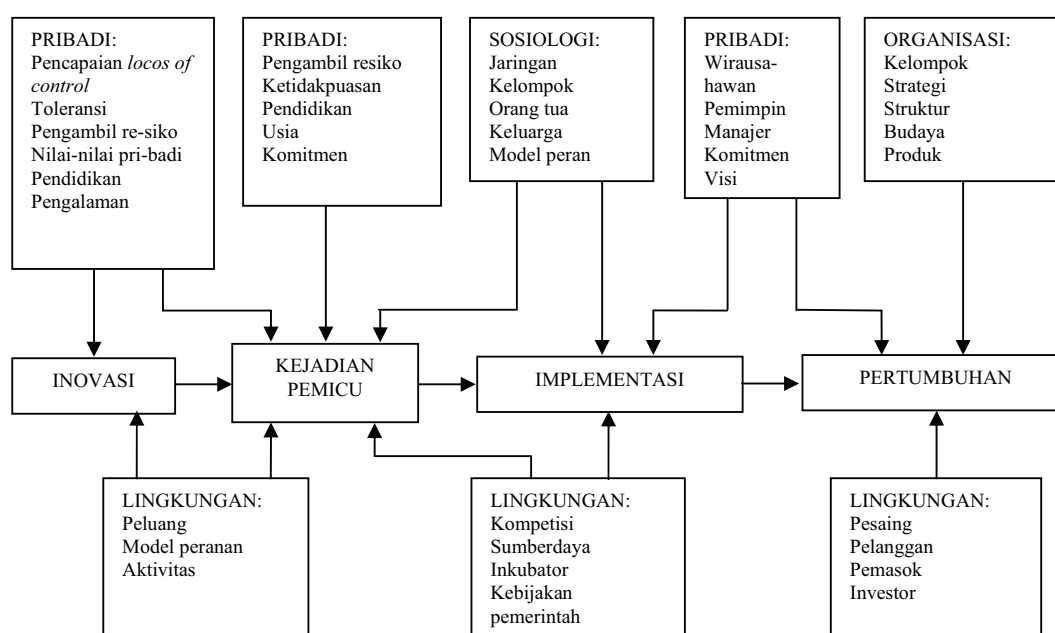 PRIBADI:
Pencapaian locos of
control
Toleransi
Pengambil re-siko
Nilai-nilai pri-badi
Pendidikan
Pengalaman
PRIBADI:
Pengambil resiko
Ketidakpuasan
Pendidikan
Usia
Komitmen
SOSIOLOGI:
Jaringan
Kelompok
Orang tua
Keluarga
Model peran
PRIBADI:
Wirausa-
hawan
Pemimpin
Manajer
Komitmen
Visi
ORGANISASI:
Kelompok
Strategi
Struktur
Budaya
Produk
INOVASI
KEJADIAN
PEMICU
IMPLEMENTASI
PERTUMBUHAN
LINGKUNGAN:
Peluang
Model peranan
Aktivitas
LINGKUNGAN:
Kompetisi
Sumberdaya
Inkubator
Kebijakan
pemerintah
LINGKUNGAN:
Pesaing
Pelanggan
Pemasok
Investor